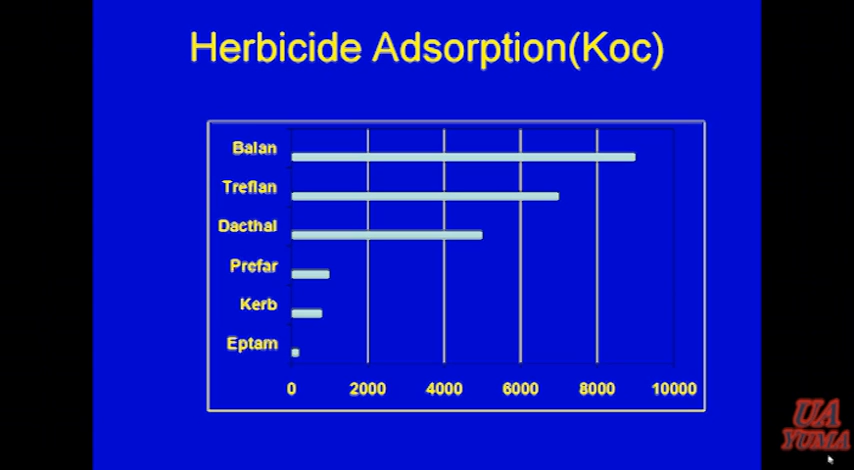 Herbicide Adsorption(Koc)
Balan
Treflan
Dacthal
Prefar
Kerb
Eptam
0 2000 4000 6000 8000 10000
UA
YUMA